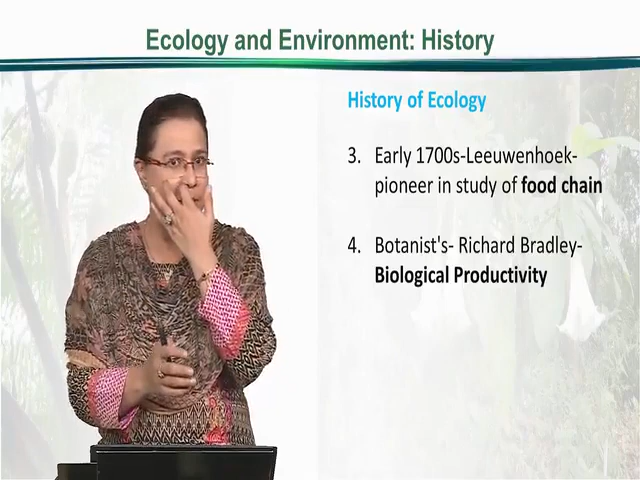 Ecology and Environment: History
History of Ecology
3. Early 1700s-Leeuwenhoek-
pioneer in study of food chain
4. Botanist's- Richard Bradley-
Biological Productivity